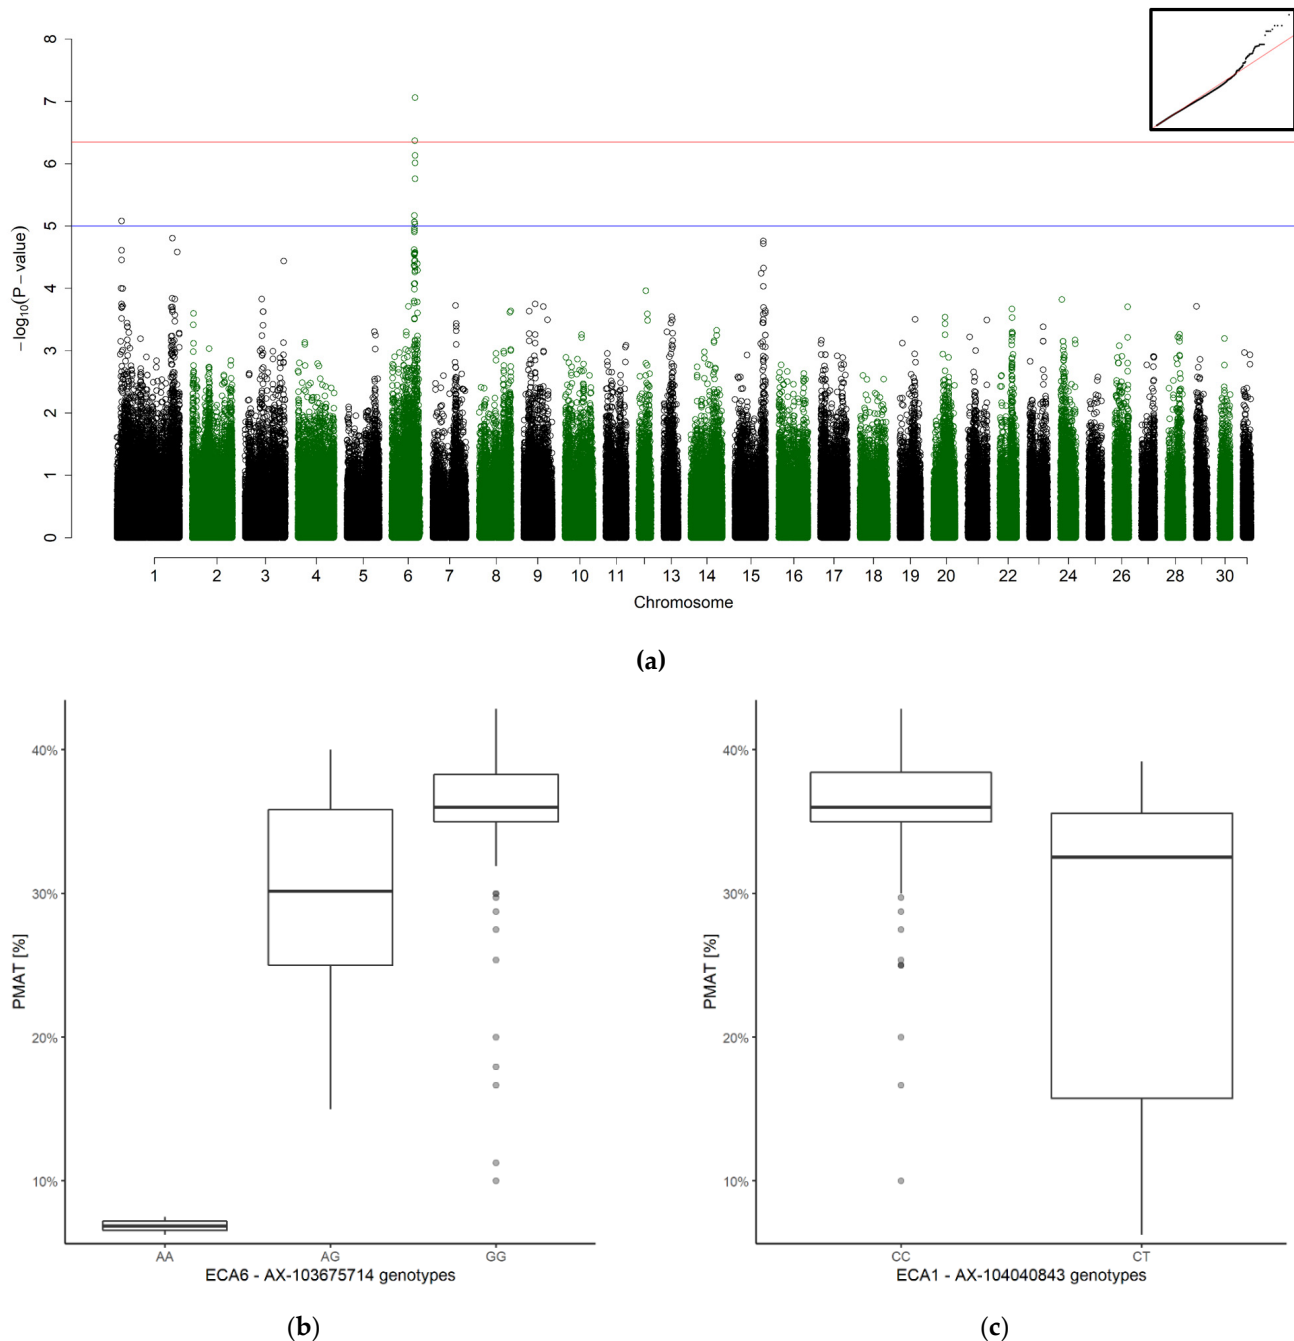 8
7
6
5
4
3
2
1
0
−log10(P−value)
1 2 3 4 5 6 7 8 9 10 11 13 14 15 16 17 18 19 20 22 24 26 28 30
Chromosome
(a)
40%
30%
20%
10%
PMAT [%]
AA AG GG
ECA6 - AX-103675714 genotypes
(b)
40%
30%
20%
10%
PMAT [%]
CC CT
ECA1 - AX-104040843 genotypes
(c)